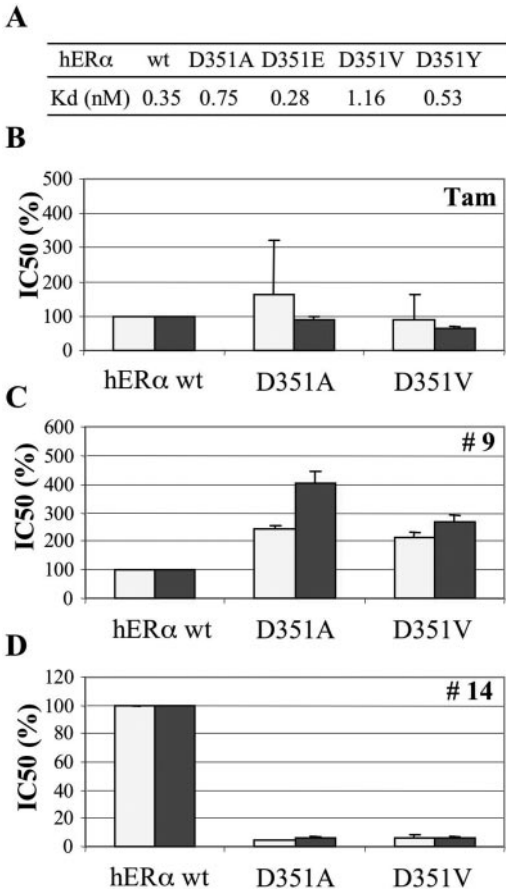 A
hERα wt D351A D351E D351V D351Y
Kd (nM) 0.35 0.75 0.28 1.16 0.53
B
Tam
IC50 (%)
500
400
300
200
100
0
hERα wt D351A D351V
C
# 9
IC50 (%)
600
500
400
300
200
100
0
hERα wt D351A D351V
D
# 14
IC50 (%)
120
100
80
60
40
20
0
hERα wt D351A D351V